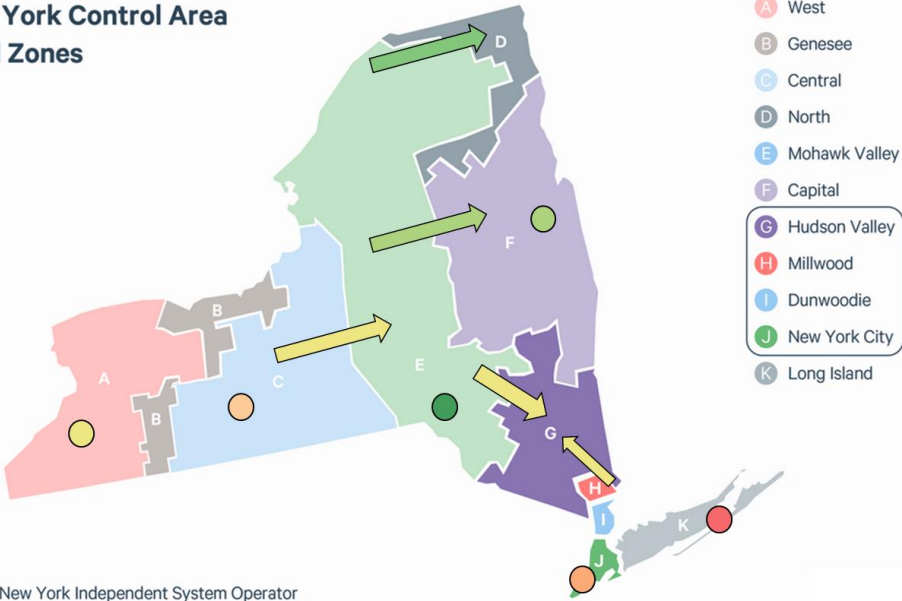 York Control Area
Zones
A West
B Genesee
C Central
D North
E Mohawk Valley
F Capital
G Hudson Valley
H Millwood
I Dunwoodie
J New York City
K Long Island
D
F
B
E
A
C
B
G
H
I
K
J
New York Independent System Operator